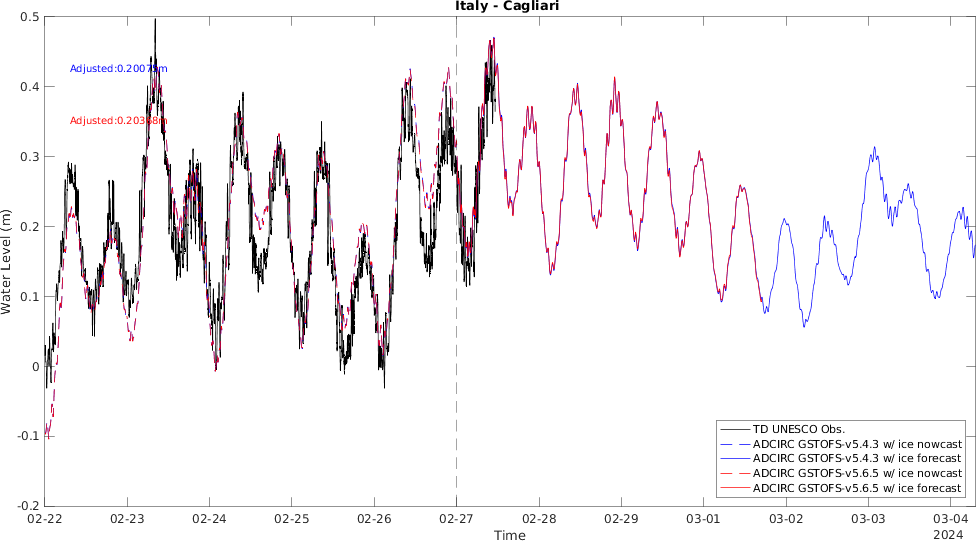 Italy - Cagliari
0.5
0.4
0.3
0.2
0.1
0
-0.1
-0.2
Water Level (m)
Adjusted:0.20075m
Adjusted:0.20368m
TD UNESCO Obs.
ADCIRC GSTOFS-v5.4.3 w/ ice nowcast
ADCIRC GSTOFS-v5.4.3 w/ ice forecast
ADCIRC GSTOFS-v5.6.5 w/ ice nowcast
ADCIRC GSTOFS-v5.6.5 w/ ice forecast
02-22 02-23 02-24 02-25 02-26 02-27 02-28 02-29 03-01 03-02 03-03 03-04
Time
2024